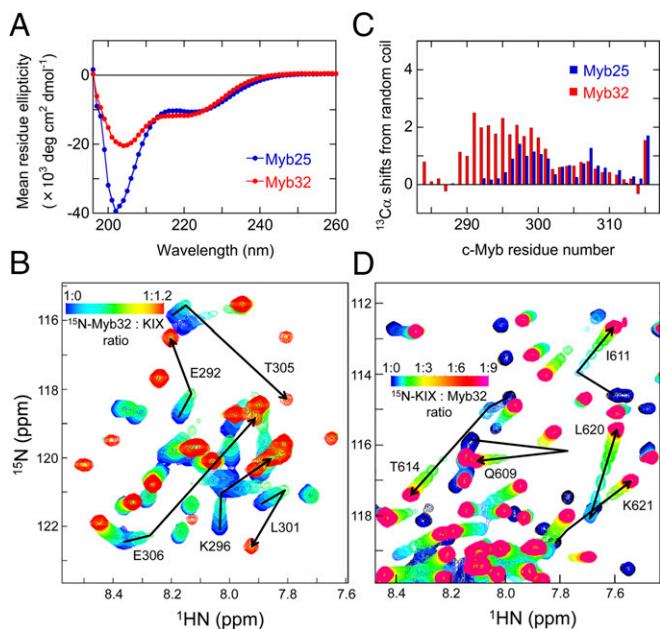 A
Mean residue ellipticity
(×10³ deg cm² dmol⁻¹)
10
0
-10
-20
-30
-40
200
220
240
260
Wavelength (nm)
Myb25
Myb32
C
¹³Cα shifts from random coil
4
2
0
290
300
310
c-Myb residue number
Myb25
Myb32
B
1:0
1:1.2
¹⁵N-Myb32 : KIX
ratio
E292
T305
E306
K296
L301
116
118
120
122
¹⁵N (ppm)
8.4
8.2
8.0
7.8
7.6
¹HN (ppm)
D
1:0
1:3
1:6
1:9
¹⁵N-KIX : Myb32
ratio
I611
L620
T614
Q609
K621
112
114
116
118
8.4
8.2
8.0
7.8
7.6
¹HN (ppm)